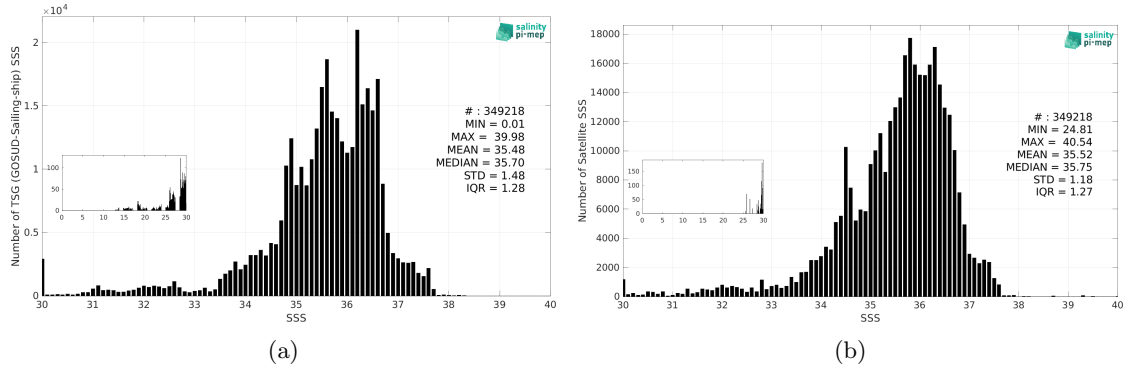 ×10⁴
2
1.5
1
0.5
0
Number of TSG (GOSUD-Sailing-ship) SSS
30 31 32 33 34 35 36 37 38 39 40
SSS
salinity
pi-mep
# : 349218
MIN = 0.01
MAX = 39.98
MEAN = 35.48
MEDIAN = 35.70
STD = 1.48
IQR = 1.28
100
50
0
0 5 10 15 20 25 30
(a)
18000
16000
14000
12000
10000
8000
6000
4000
2000
0
Number of Satellite SSS
30 31 32 33 34 35 36 37 38 39 40
SSS
salinity
pi-mep
# : 349218
MIN = 24.81
MAX = 40.54
MEAN = 35.52
MEDIAN = 35.75
STD = 1.18
IQR = 1.27
150
100
50
0
0 5 10 15 20 25 30
(b)